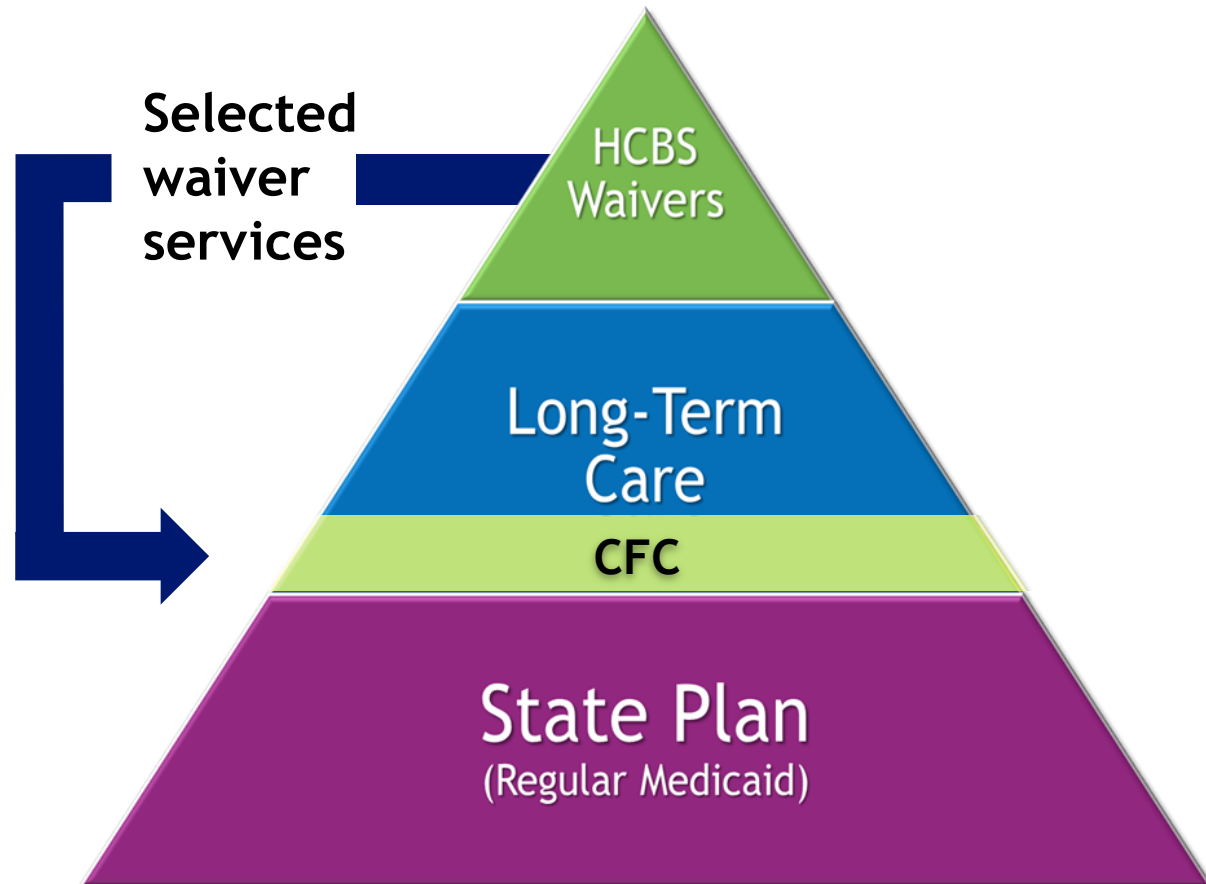 Selected
waiver
services
HCBS
Waivers
Long-Term
Care
CFC
State Plan
(Regular Medicaid)